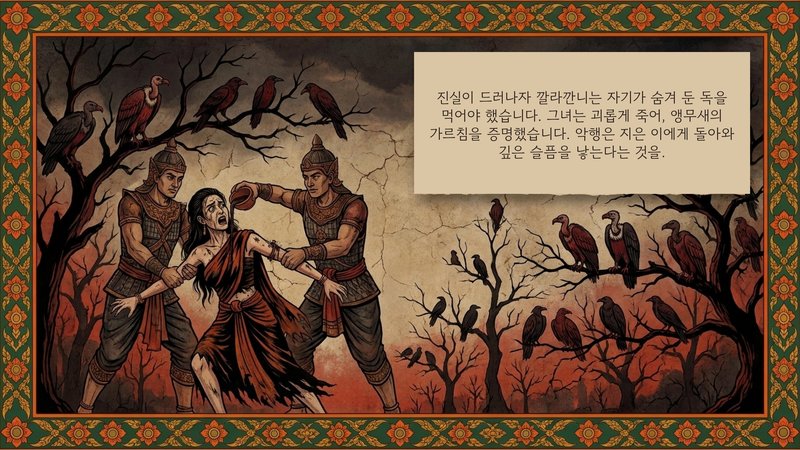 진실이 드러나자 깔라깐니는 자기가 숨겨 둔 독을
먹어야 했습니다. 그녀는 괴롭게 죽어, 앵무새의
가르침을 증명했습니다. 악행은 지은 이에게 돌아와
깊은 슬픔을 낳는다는 것을.